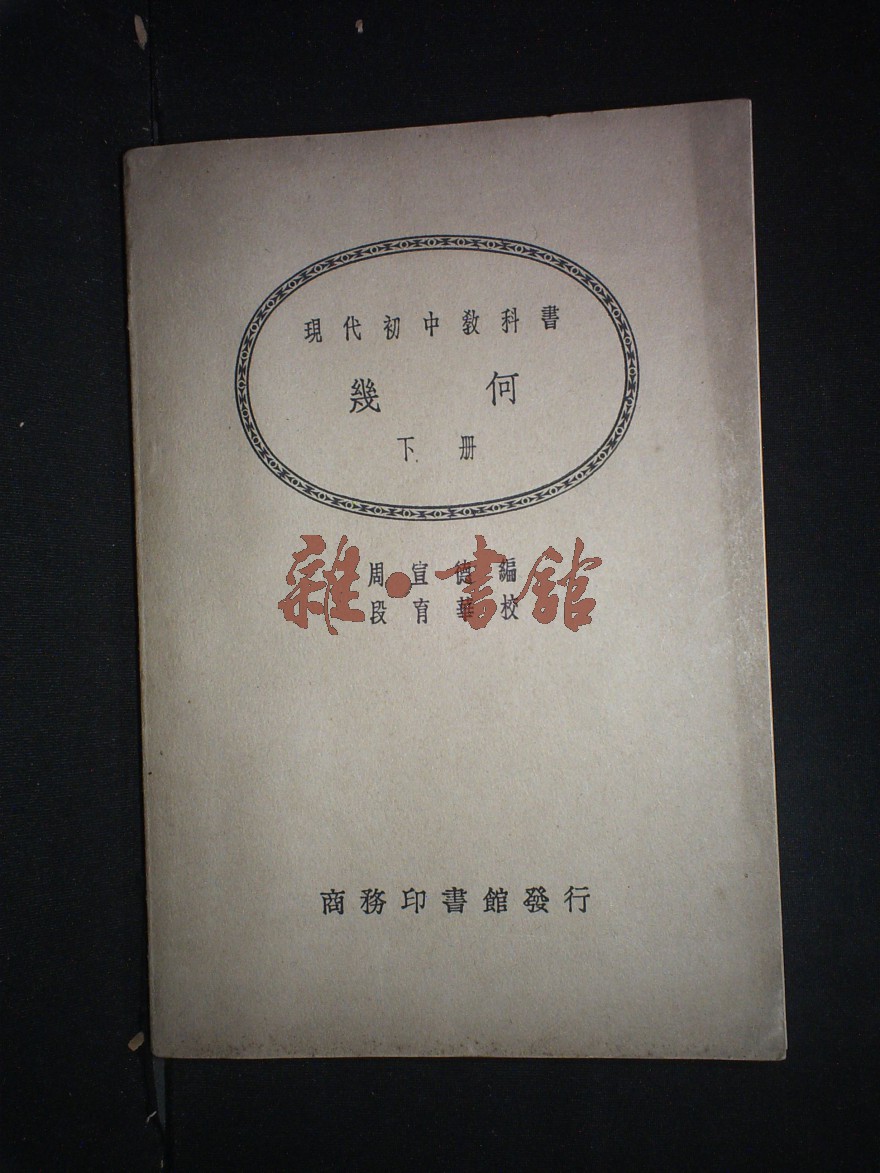 現代初中教科書
幾何
下册
周宣德編
段育華校
雜·書館
商務印書館發行